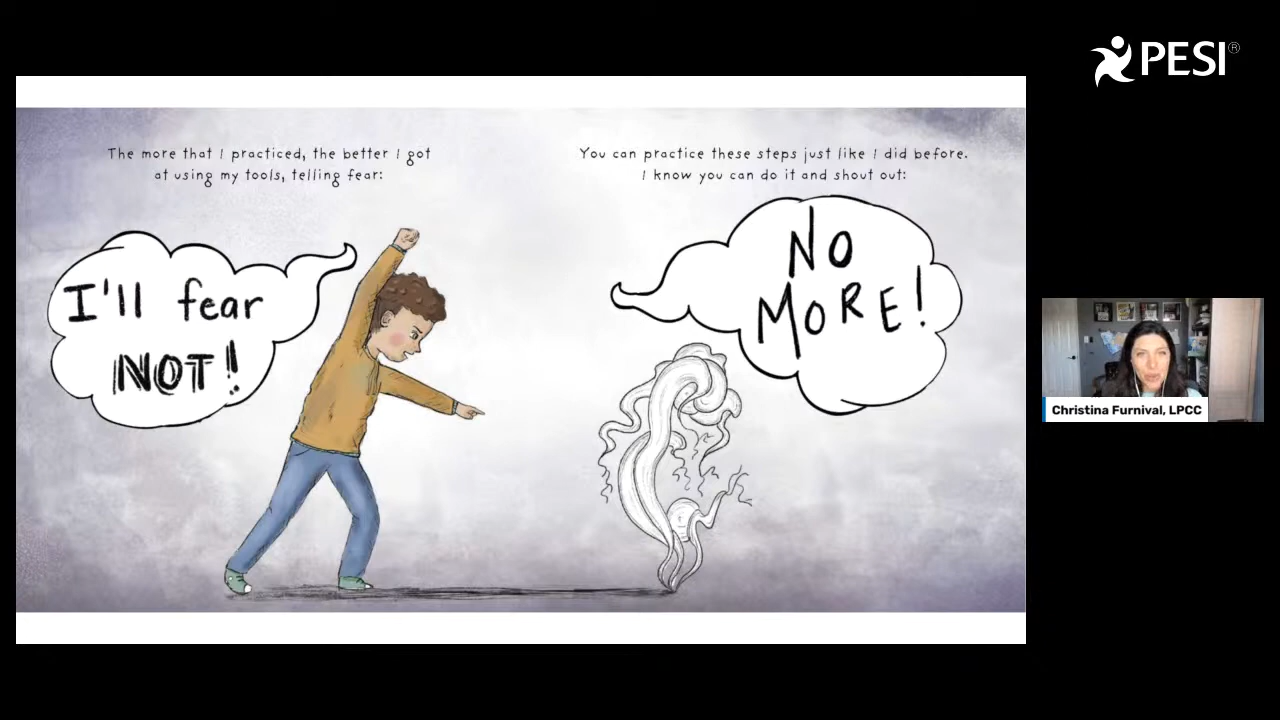 PESI®
The more that I practiced, the better I got
at using my tools, telling fear:
I'll fear
NOT!
You can practice these steps just like I did before.
I know you can do it and shout out:
NO
MORE!
Christina Furnival, LPCC